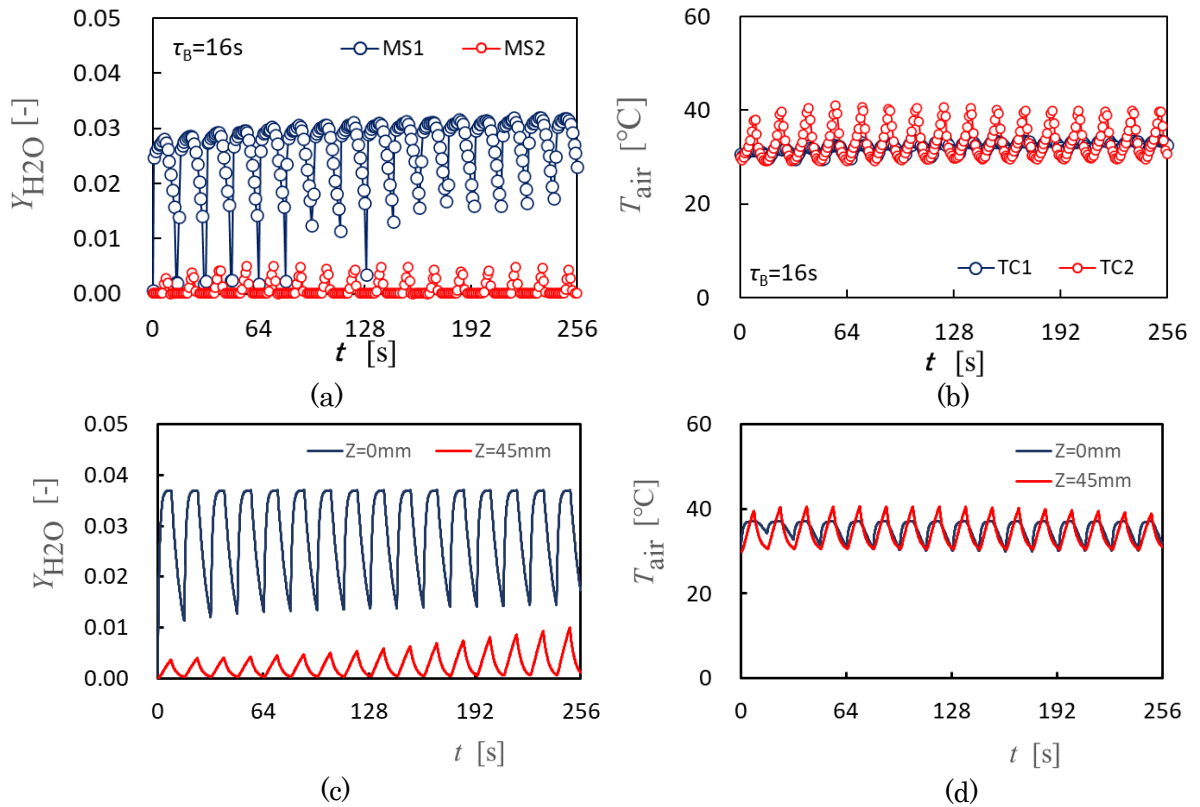 0.05
0.04
0.03
0.02
0.01
0.00
Y_H2O [-]
τ_B=16s
MS1 MS2
0 64 128 192 256
t [s]
(a)
60
40
20
0
T_air [°C]
τ_B=16s
TC1 TC2
0 64 128 192 256
t [s]
(b)
0.05
0.04
0.03
0.02
0.01
0.00
Y_H2O [-]
Z=0mm Z=45mm
0 64 128 192 256
t [s]
(c)
60
40
20
0
T_air [°C]
Z=0mm
Z=45mm
0 64 128 192 256
t [s]
(d)